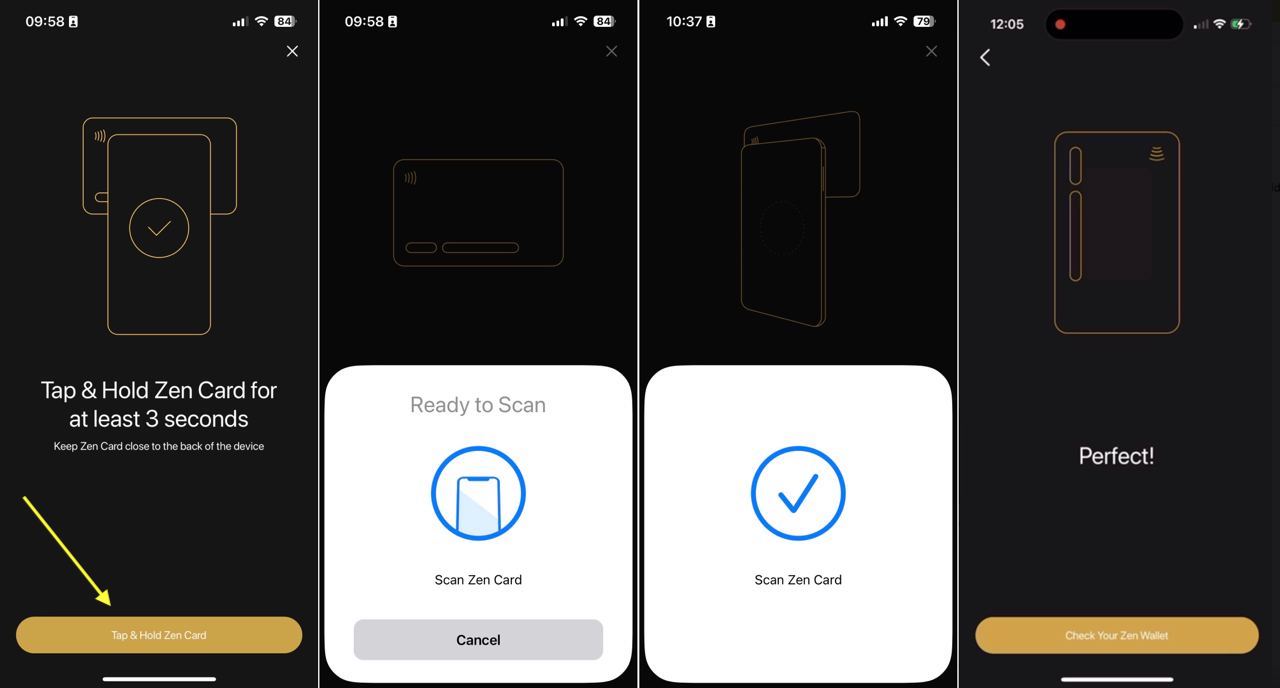 09:58
84
Tap & Hold Zen Card for
at least 3 seconds
Keep Zen Card close to the back of the device
Tap & Hold Zen Card
09:58
84
Ready to Scan
Scan Zen Card
Cancel
10:37
79
Scan Zen Card
12:05
Perfect!
Check Your Zen Wallet